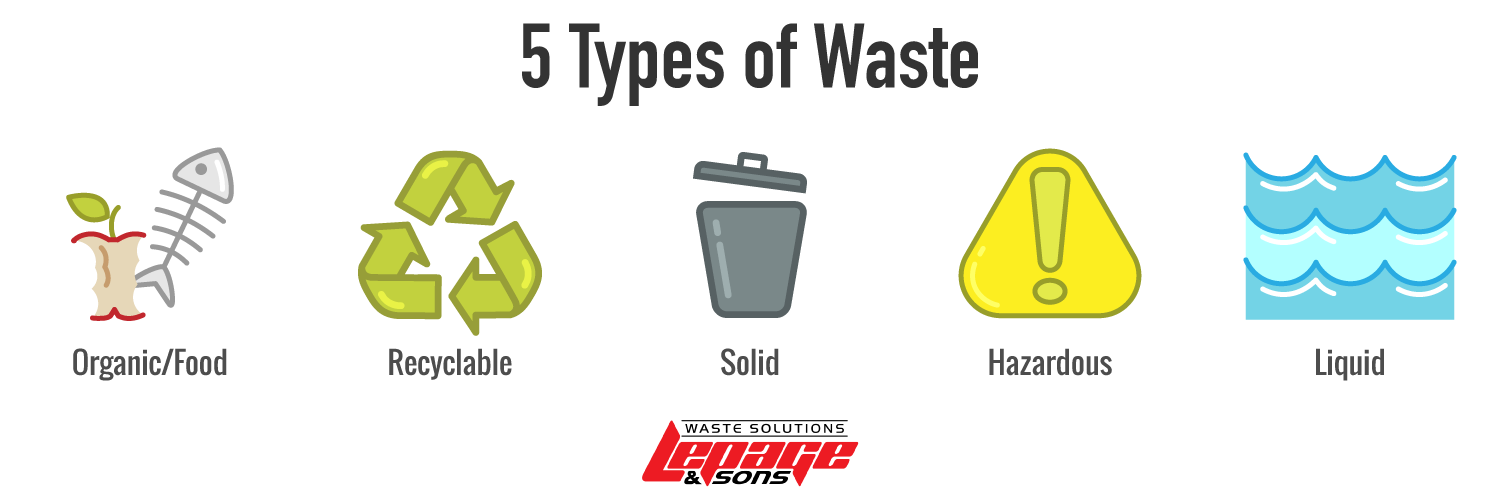 5 Types of Waste
Organic/Food
Recyclable
Solid
Hazardous
Liquid
WASTE SOLUTIONS
Lepage
& SONS